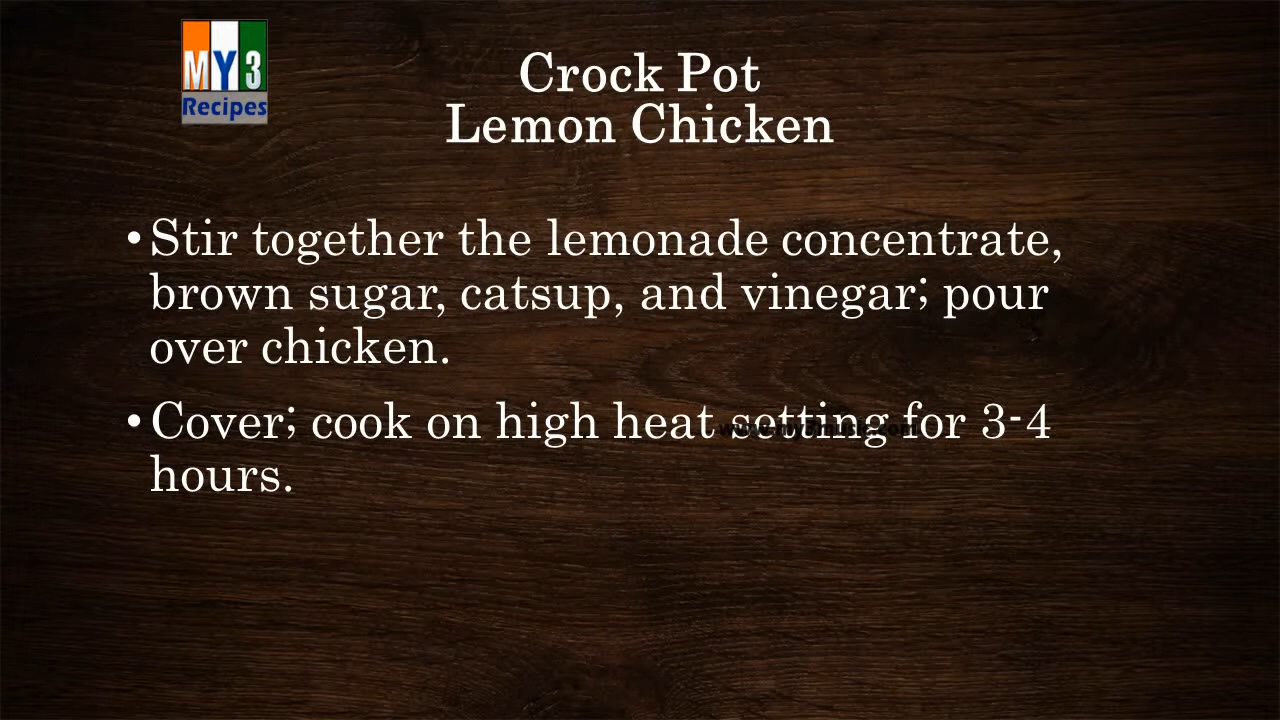 MY3
Recipes
Crock Pot
Lemon Chicken
•Stir together the lemonade concentrate,
brown sugar, catsup, and vinegar; pour
over chicken.
•Cover; cook on high heat setting for 3-4
hours.